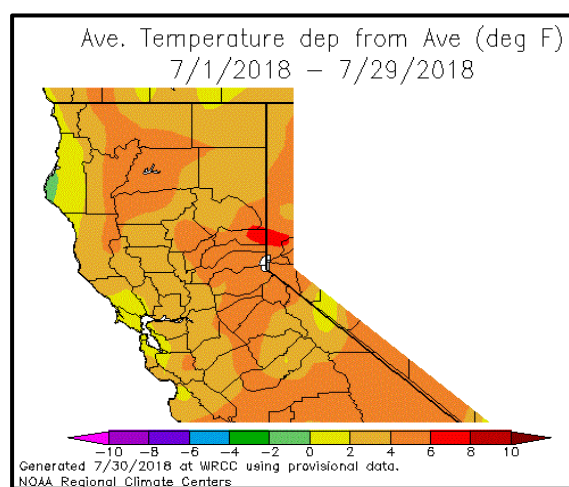 Ave. Temperature dep from Ave (deg F)
7/1/2018 – 7/29/2018
-10 -8 -6 -4 -2 0 2 4 6 8 10
Generated 7/30/2018 at WRCC using provisional data.
NOAA Regional Climate Centers